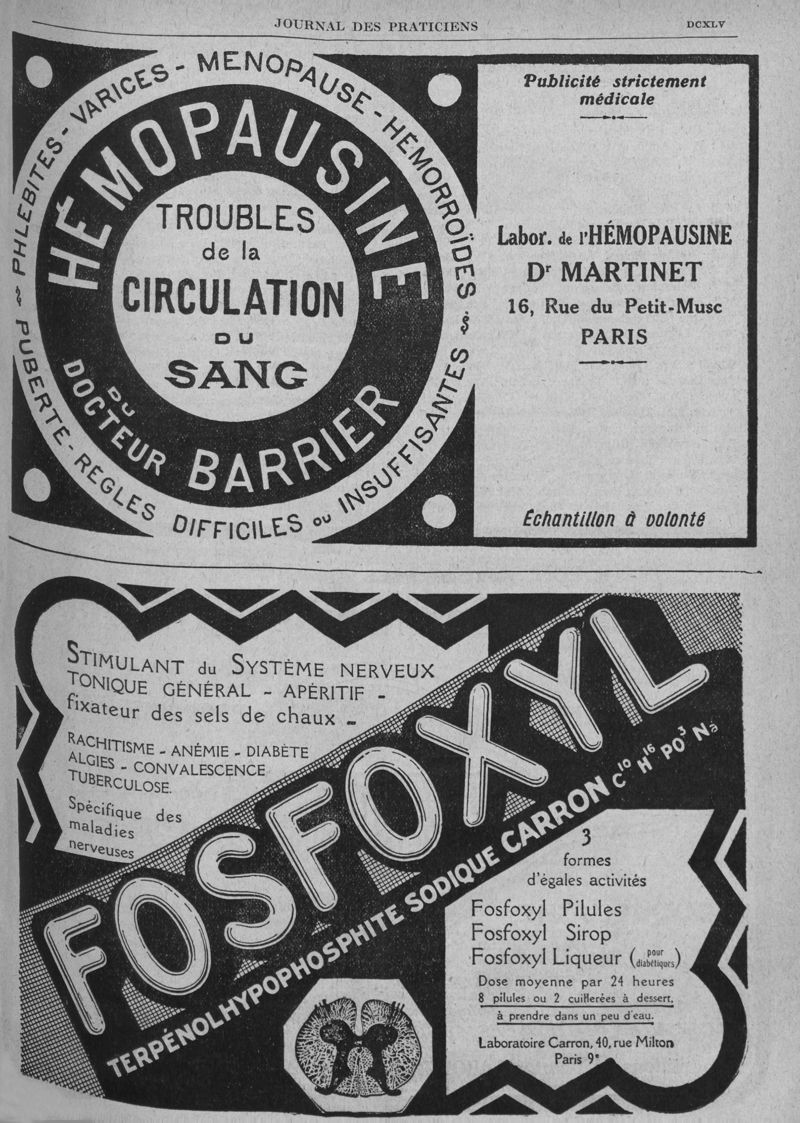 JOURNAL DES PRATICIENS
DCXLV
PHLÉBITES - VARICES - MENOPAUSE - HÉMORROÏDES
PUBERTÉ - RÈGLES DIFFICILES ou INSUFFISANTES
HÉMOPAUSINE
TROUBLES
de la
CIRCULATION
DU
SANG
DU
DOCTEUR BARRIER
Publicité strictement
médicale
Labor. de l'HÉMOPAUSINE
Dr MARTINET
16, Rue du Petit-Musc
PARIS
Échantillon à volonté
STIMULANT du SYSTÈME NERVEUX
TONIQUE GÉNÉRAL - APÉRITIF -
fixateur des sels de chaux -
RACHITISME - ANÉMIE - DIABÈTE
ALGIES - CONVALESCENCE
TUBERCULOSE.
Spécifique des
maladies
nerveuses
FOSFOXYL
TERPÉNOLHYPOPHOSPHITE SODIQUE CARRON C10 H16 PO3 Na
3
formes
d'égales activités
Fosfoxyl Pilules
Fosfoxyl Sirop
Fosfoxyl Liqueur (pour diabétiques)
Dose moyenne par 24 heures
8 pilules ou 2 cuillerées à dessert,
à prendre dans un peu d'eau.
Laboratoire Carron, 40, rue Milton
Paris 9e